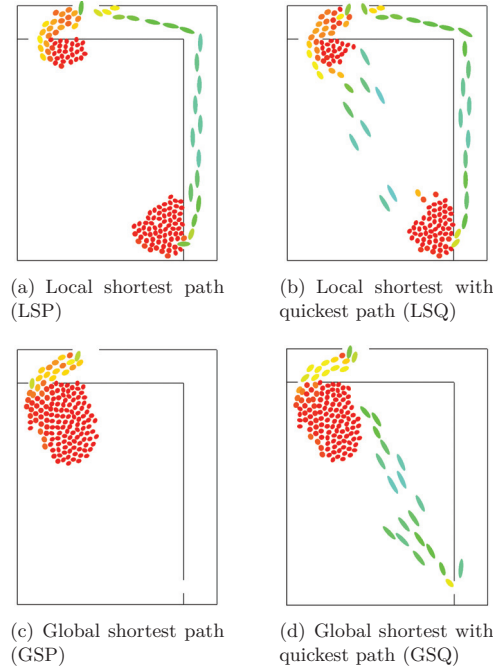 (a) Local shortest path (LSP)
(b) Local shortest with quickest path (LSQ)
(c) Global shortest path (GSP)
(d) Global shortest with quickest path (GSQ)